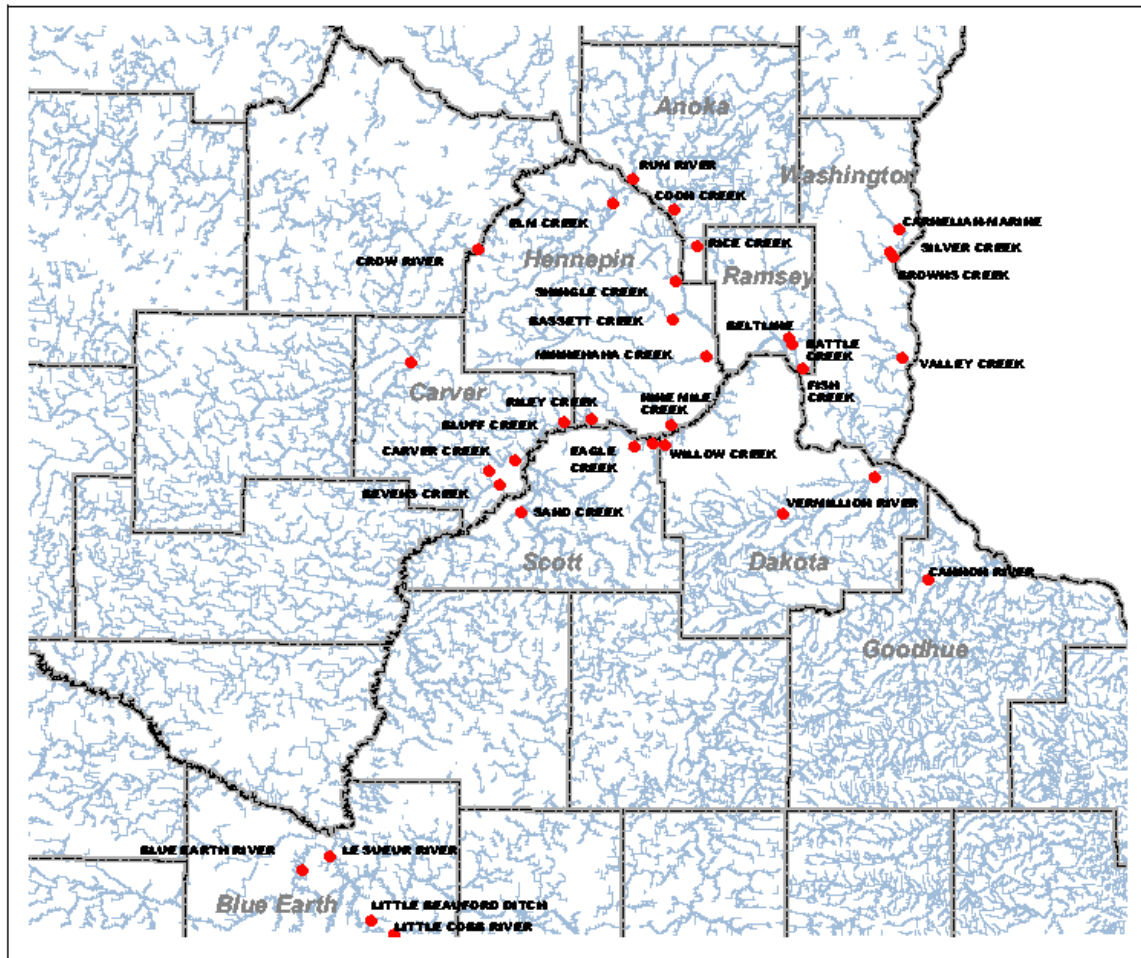 Anoka
RUM RIVER
Washington
COON CREEK
ELM CREEK
CARNELIAN-MARINE
RICE CREEK
SILVER CREEK
CROW RIVER
Hennepin
BROWNS CREEK
Ramsey
SHINGLE CREEK
BASSETT CREEK
BELTLINE
BATTLE
CREEK
MINNEHAHA CREEK
VALLEY CREEK
FISH
CREEK
Carver
RILEY CREEK
NINE MILE
CREEK
BLUFF CREEK
CARVER CREEK
EAGLE
CREEK
WILLOW CREEK
BEVENS CREEK
VERMILLION RIVER
SAND CREEK
Scott
Dakota
CANNON RIVER
Goodhue
BLUE EARTH RIVER
LE SUEUR RIVER
Blue Earth
LITTLE BEAUFORD DITCH
LITTLE COBB RIVER